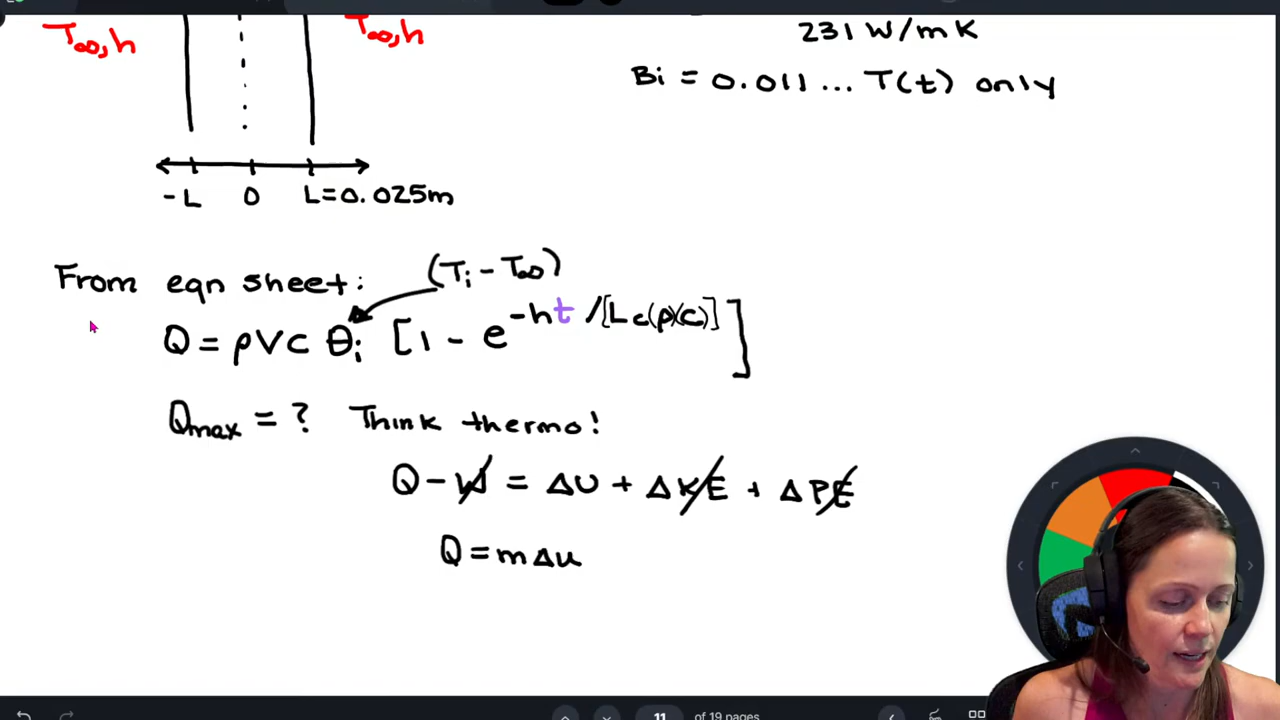 T∞,h T∞,h
231 W/mK
Bi = 0.011 ... T(t) only
-L 0 L=0.025m
From eqn sheet:
(Ti - T∞)
Q = ρVc θi [1 - e^-ht/[Lc(ρ)(c)]]
Qmax = ? Think thermo!
Q - W = ΔU + ΔKE + ΔPE
Q = mΔu
11 of 19 pages